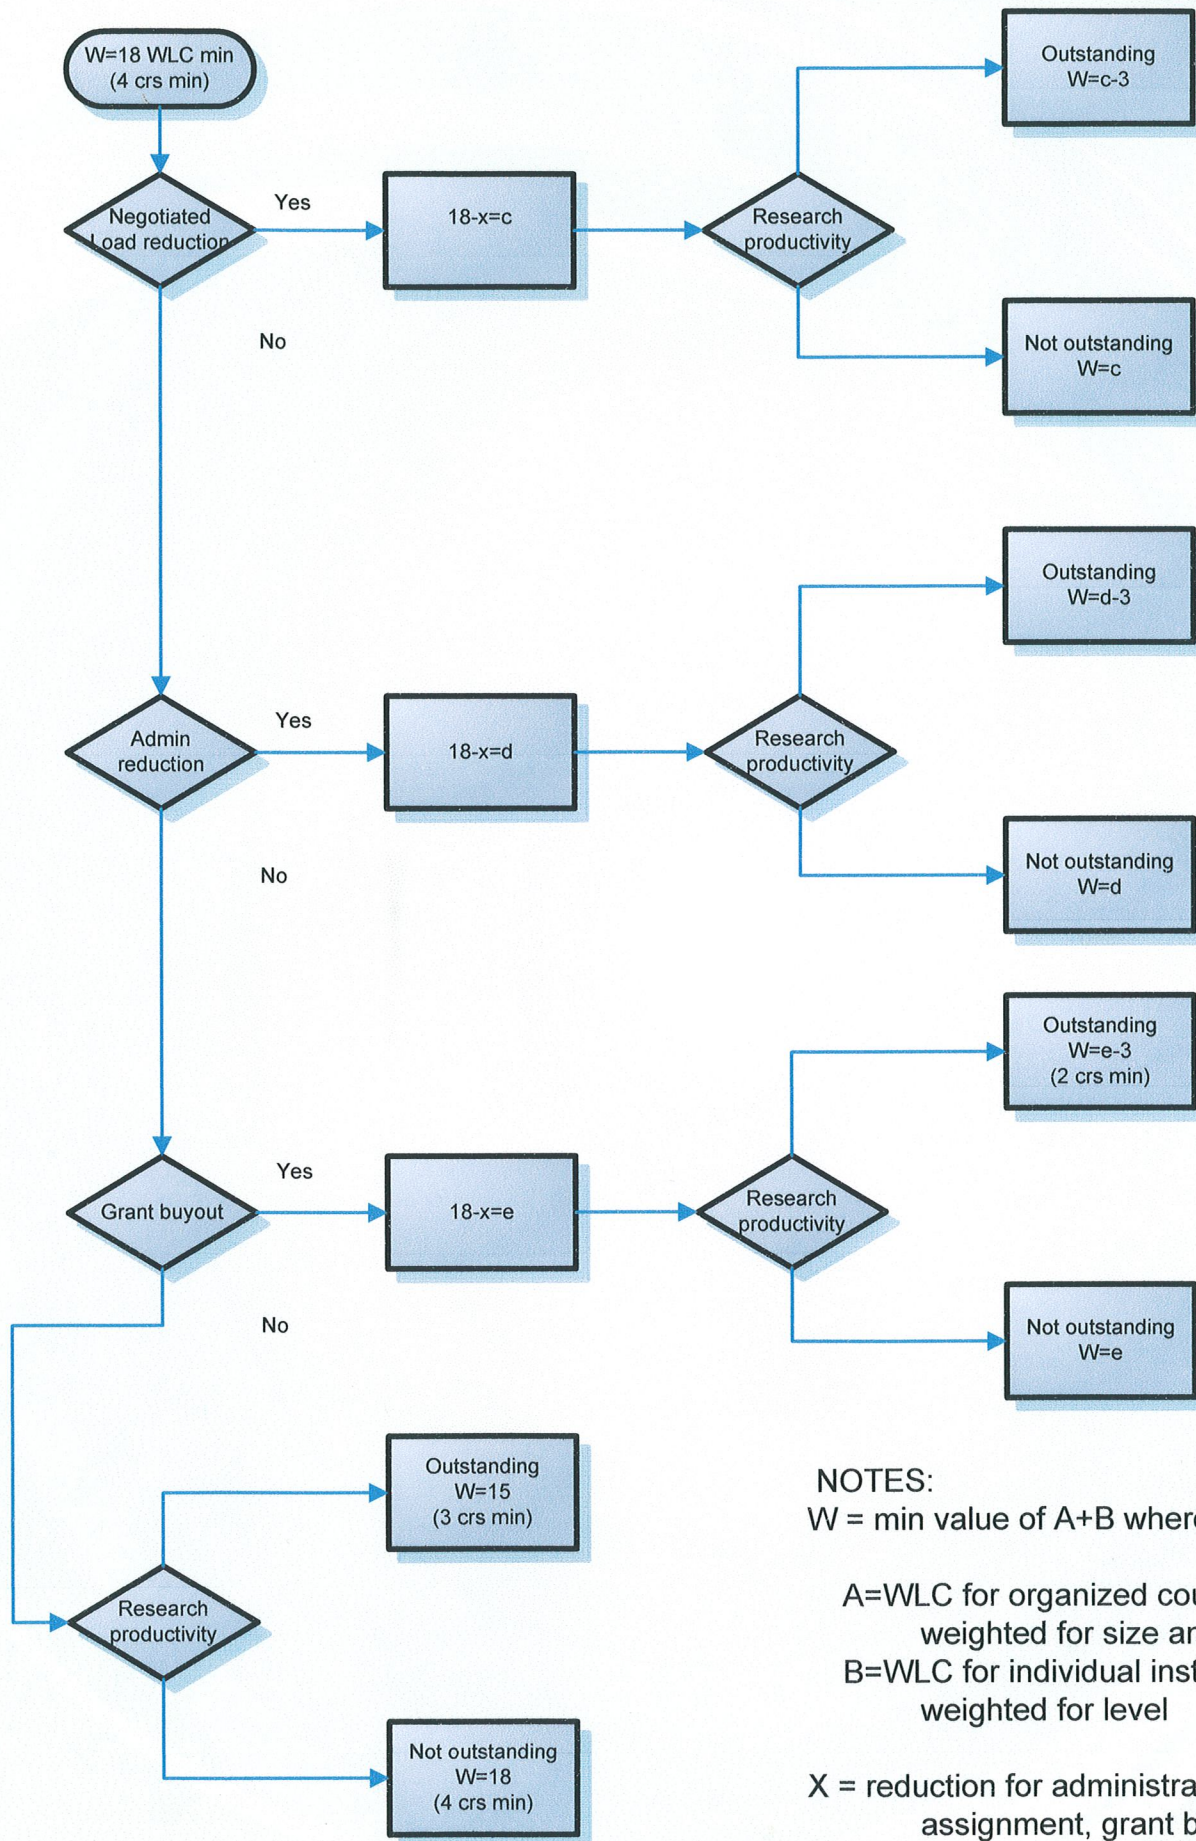 W=18 WLC min
(4 crs min)
Negotiated
Load reduction
Yes
18-x=c
Research
productivity
Outstanding
W=c-3
Not outstanding
W=c
No
Admin
reduction
Yes
18-x=d
Research
productivity
Outstanding
W=d-3
Not outstanding
W=d
No
Grant buyout
Yes
18-x=e
Research
productivity
Outstanding
W=e-3
(2 crs min)
Not outstanding
W=e
No
Research
productivity
Outstanding
W=15
(3 crs min)
Not outstanding
W=18
(4 crs min)
NOTES:
W = min value of A+B where
A=WLC for organized
weighted for size
B=WLC for individual
weighted for level
X = reduction for
assignment, grant